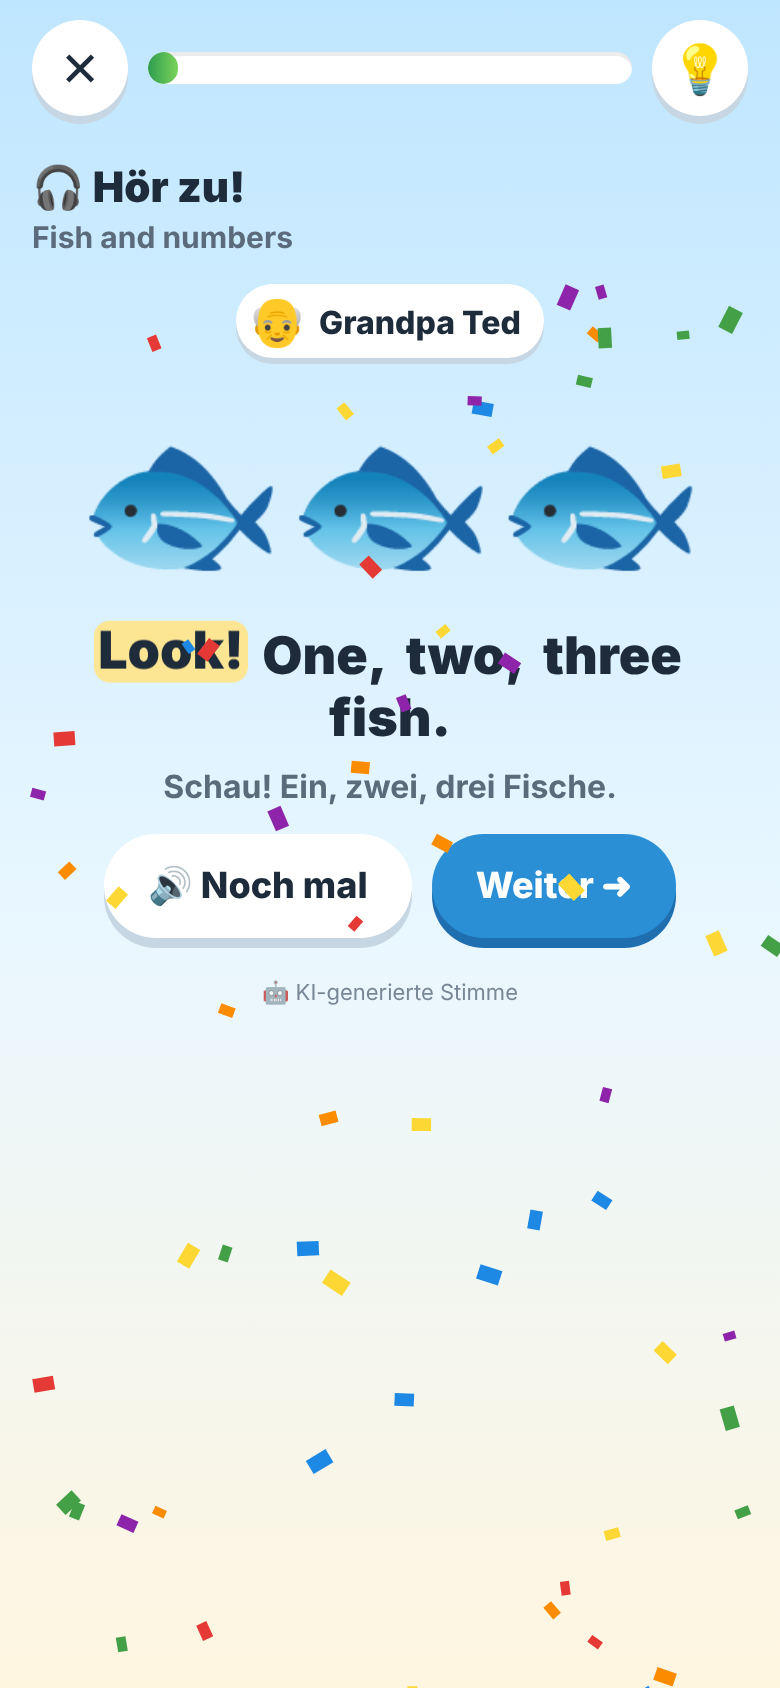 Hör zu!
Fish and numbers
Grandpa Ted
Look! One, two, three
fish.
Schau! Ein, zwei, drei Fische.
Noch mal
Weiter →
KI-generierte Stimme